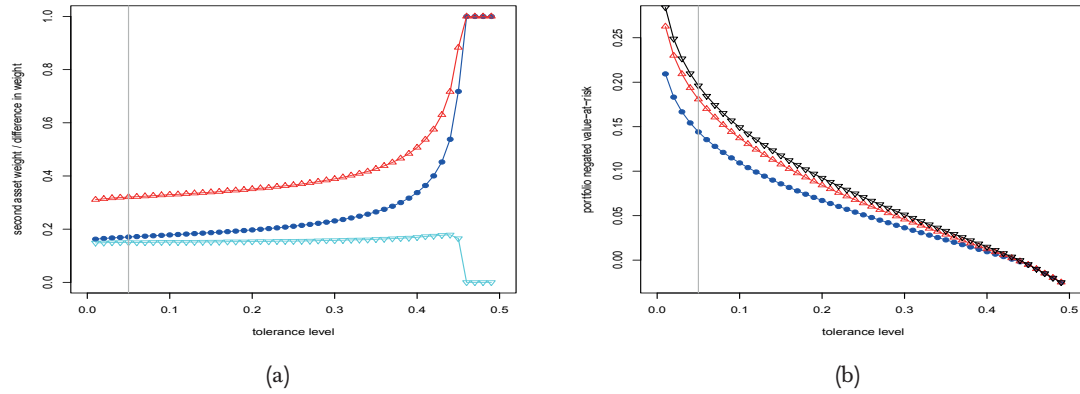 second asset weight / difference in weight
1.0
0.8
0.6
0.4
0.2
0.0
0.0 0.1 0.2 0.3 0.4 0.5
tolerance level
(a)
portfolio negated value-at-risk
0.25
0.20
0.15
0.10
0.05
0.00
0.0 0.1 0.2 0.3 0.4 0.5
tolerance level
(b)